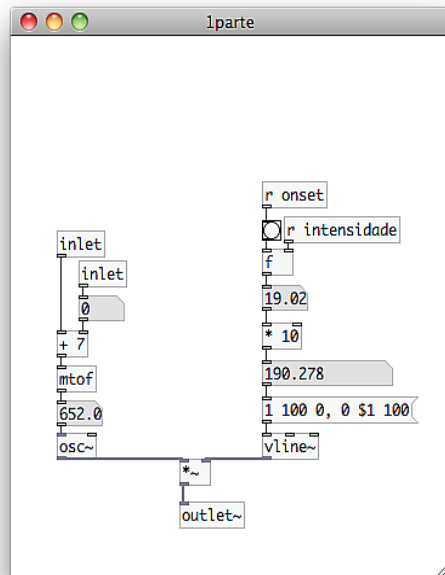 1parte
r onset
r intensidade
f
19.02
* 10
190.278
1 100 0, 0 $1 100
vline~
inlet
inlet
0
+ 7
mtof
652.0
osc~
*~
outlet~